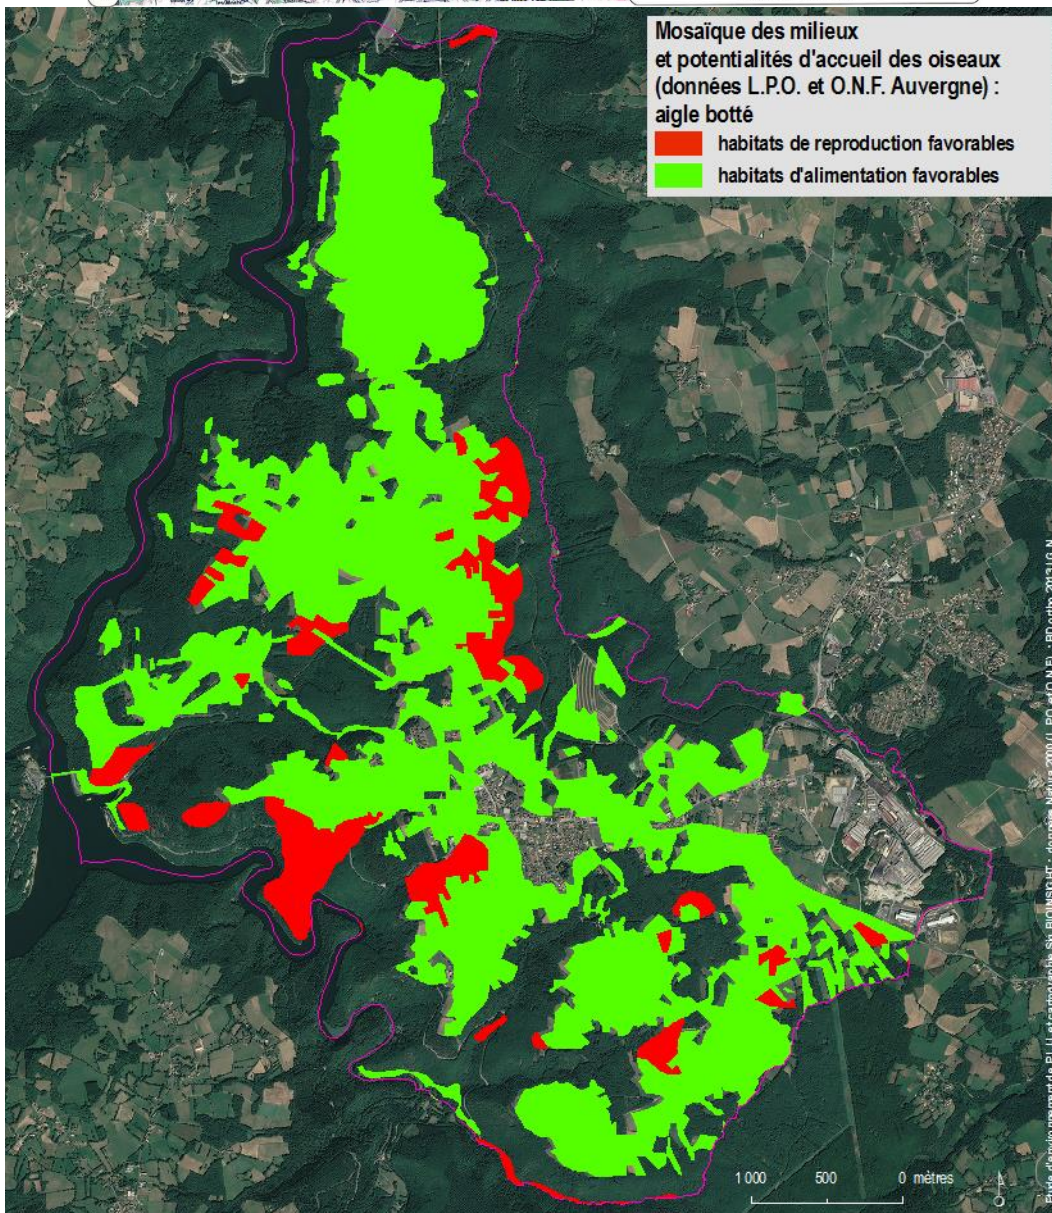 Mosaïque des milieux
et potentialités d'accueil des oiseaux
(données L.P.O. et O.N.F. Auvergne) :
aigle botté
habitats de reproduction favorables
habitats d'alimentation favorables
1 000 500 0 mètres